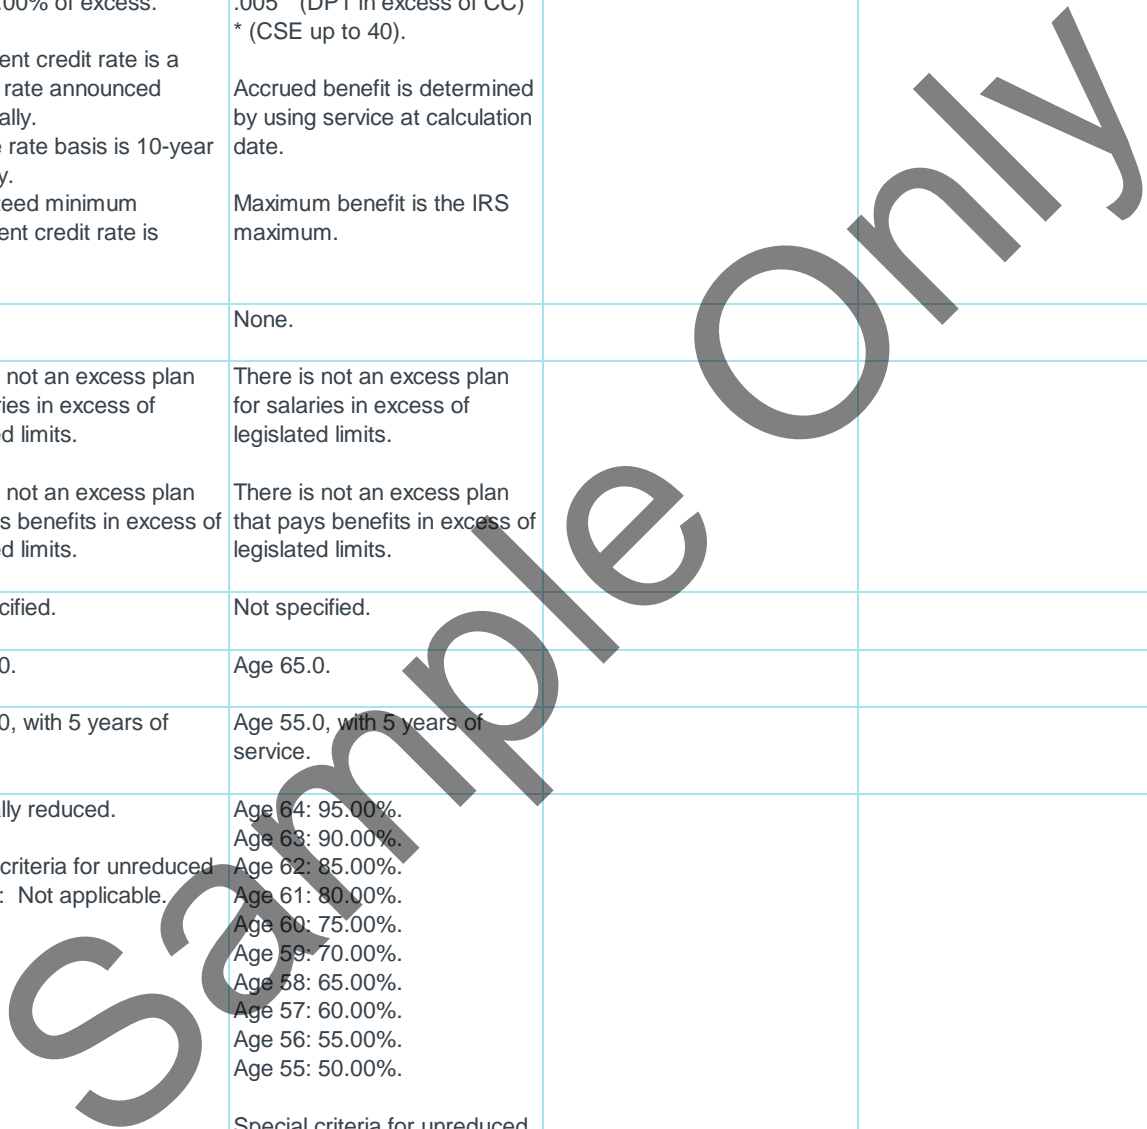 .00% of excess.
ent credit rate is a
rate announced
ally.
rate basis is 10-year
y.
teed minimum
ent credit rate is
.005 * (DP1 in excess of CC)
* (CSE up to 40).
Accrued benefit is determined
by using service at calculation
date.
Maximum benefit is the IRS
maximum.
None.
not an excess plan
ries in excess of
d limits.
not an excess plan
s benefits in excess of
d limits.
There is not an excess plan
for salaries in excess of
legislated limits.
There is not an excess plan
that pays benefits in excess of
legislated limits.
cified.
Not specified.
0.
Age 65.0.
0, with 5 years of
Age 55.0, with 5 years of
service.
lly reduced.
criteria for unreduced
: Not applicable.
Age 64: 95.00%.
Age 63: 90.00%.
Age 62: 85.00%.
Age 61: 80.00%.
Age 60: 75.00%.
Age 59: 70.00%.
Age 58: 65.00%.
Age 57: 60.00%.
Age 56: 55.00%.
Age 55: 50.00%.
Special criteria for unreduced
Sample Only